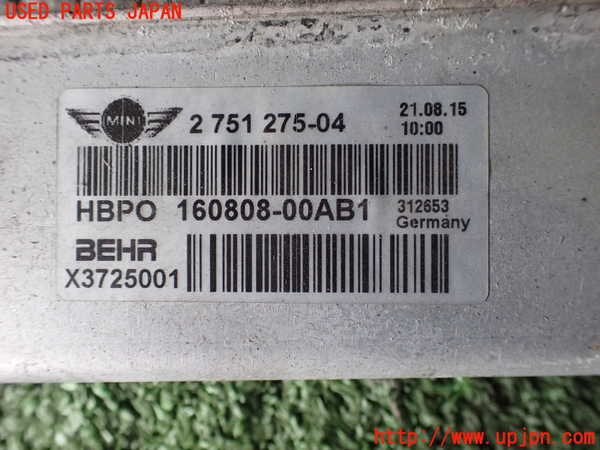 USED PARTS JAPAN
MINI
2 751 275-04
21.08.15
10:00
HBPO 160808-00AB1
312653
Germany
BEHR
X3725001
http://www.upjpn.com/